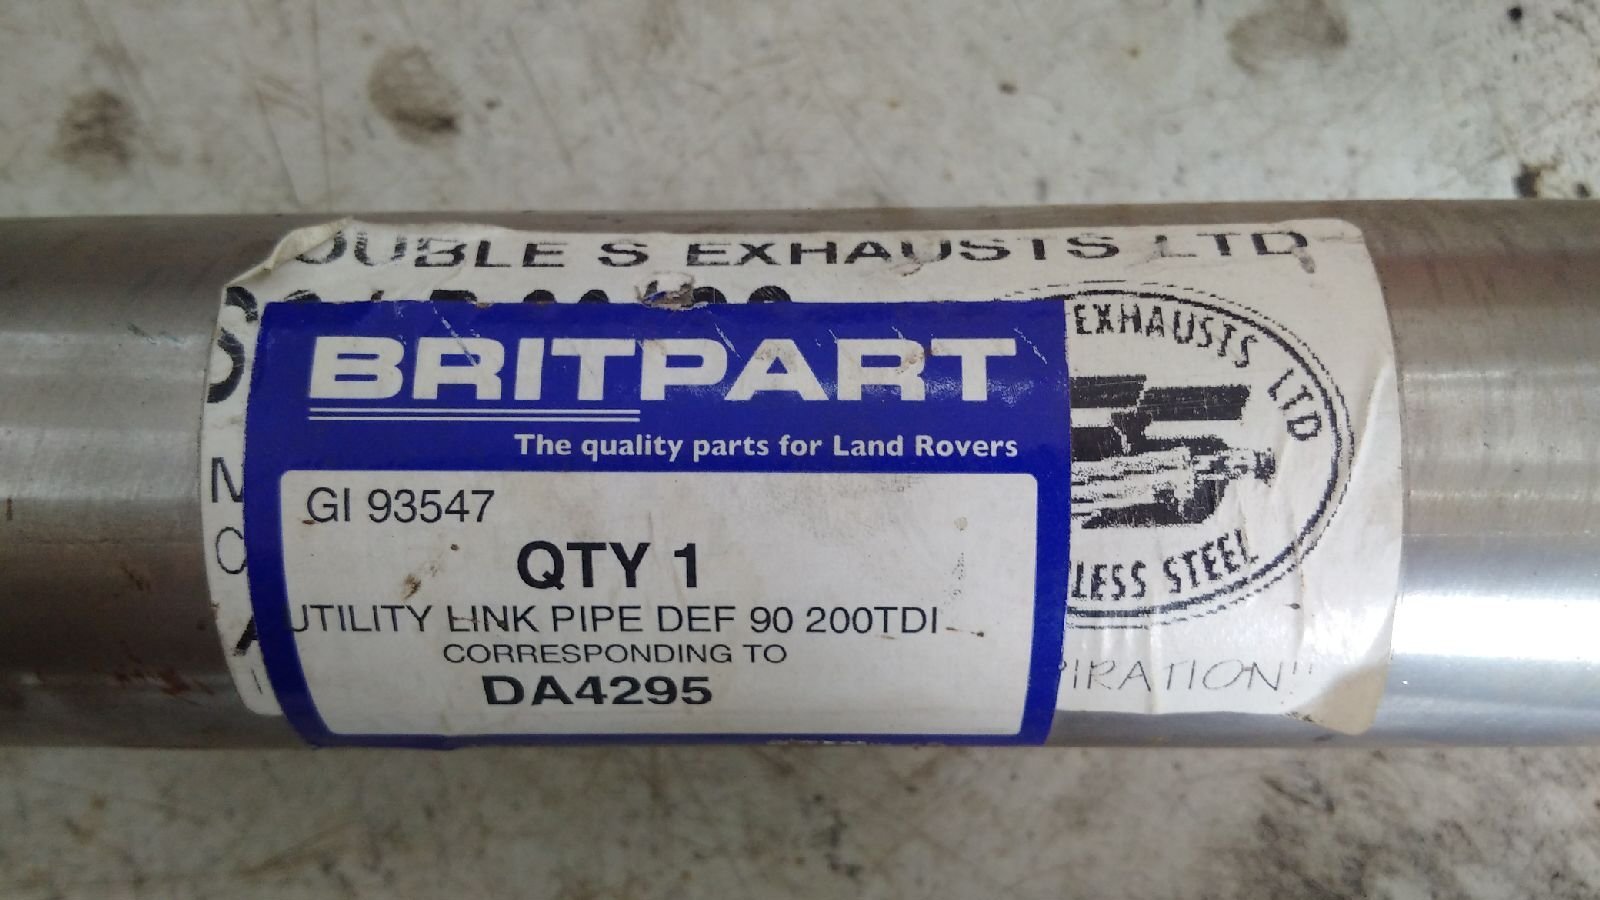 OUBLE S EXHAUSTS LTD
BRITPART
The quality parts for Land Rovers
GI 93547
QTY 1
UTILITY LINK PIPE DEF 90 200TDI
CORRESPONDING TO
DA4295
EXHAUSTS LTD
LESS STEEL
PIRATION"